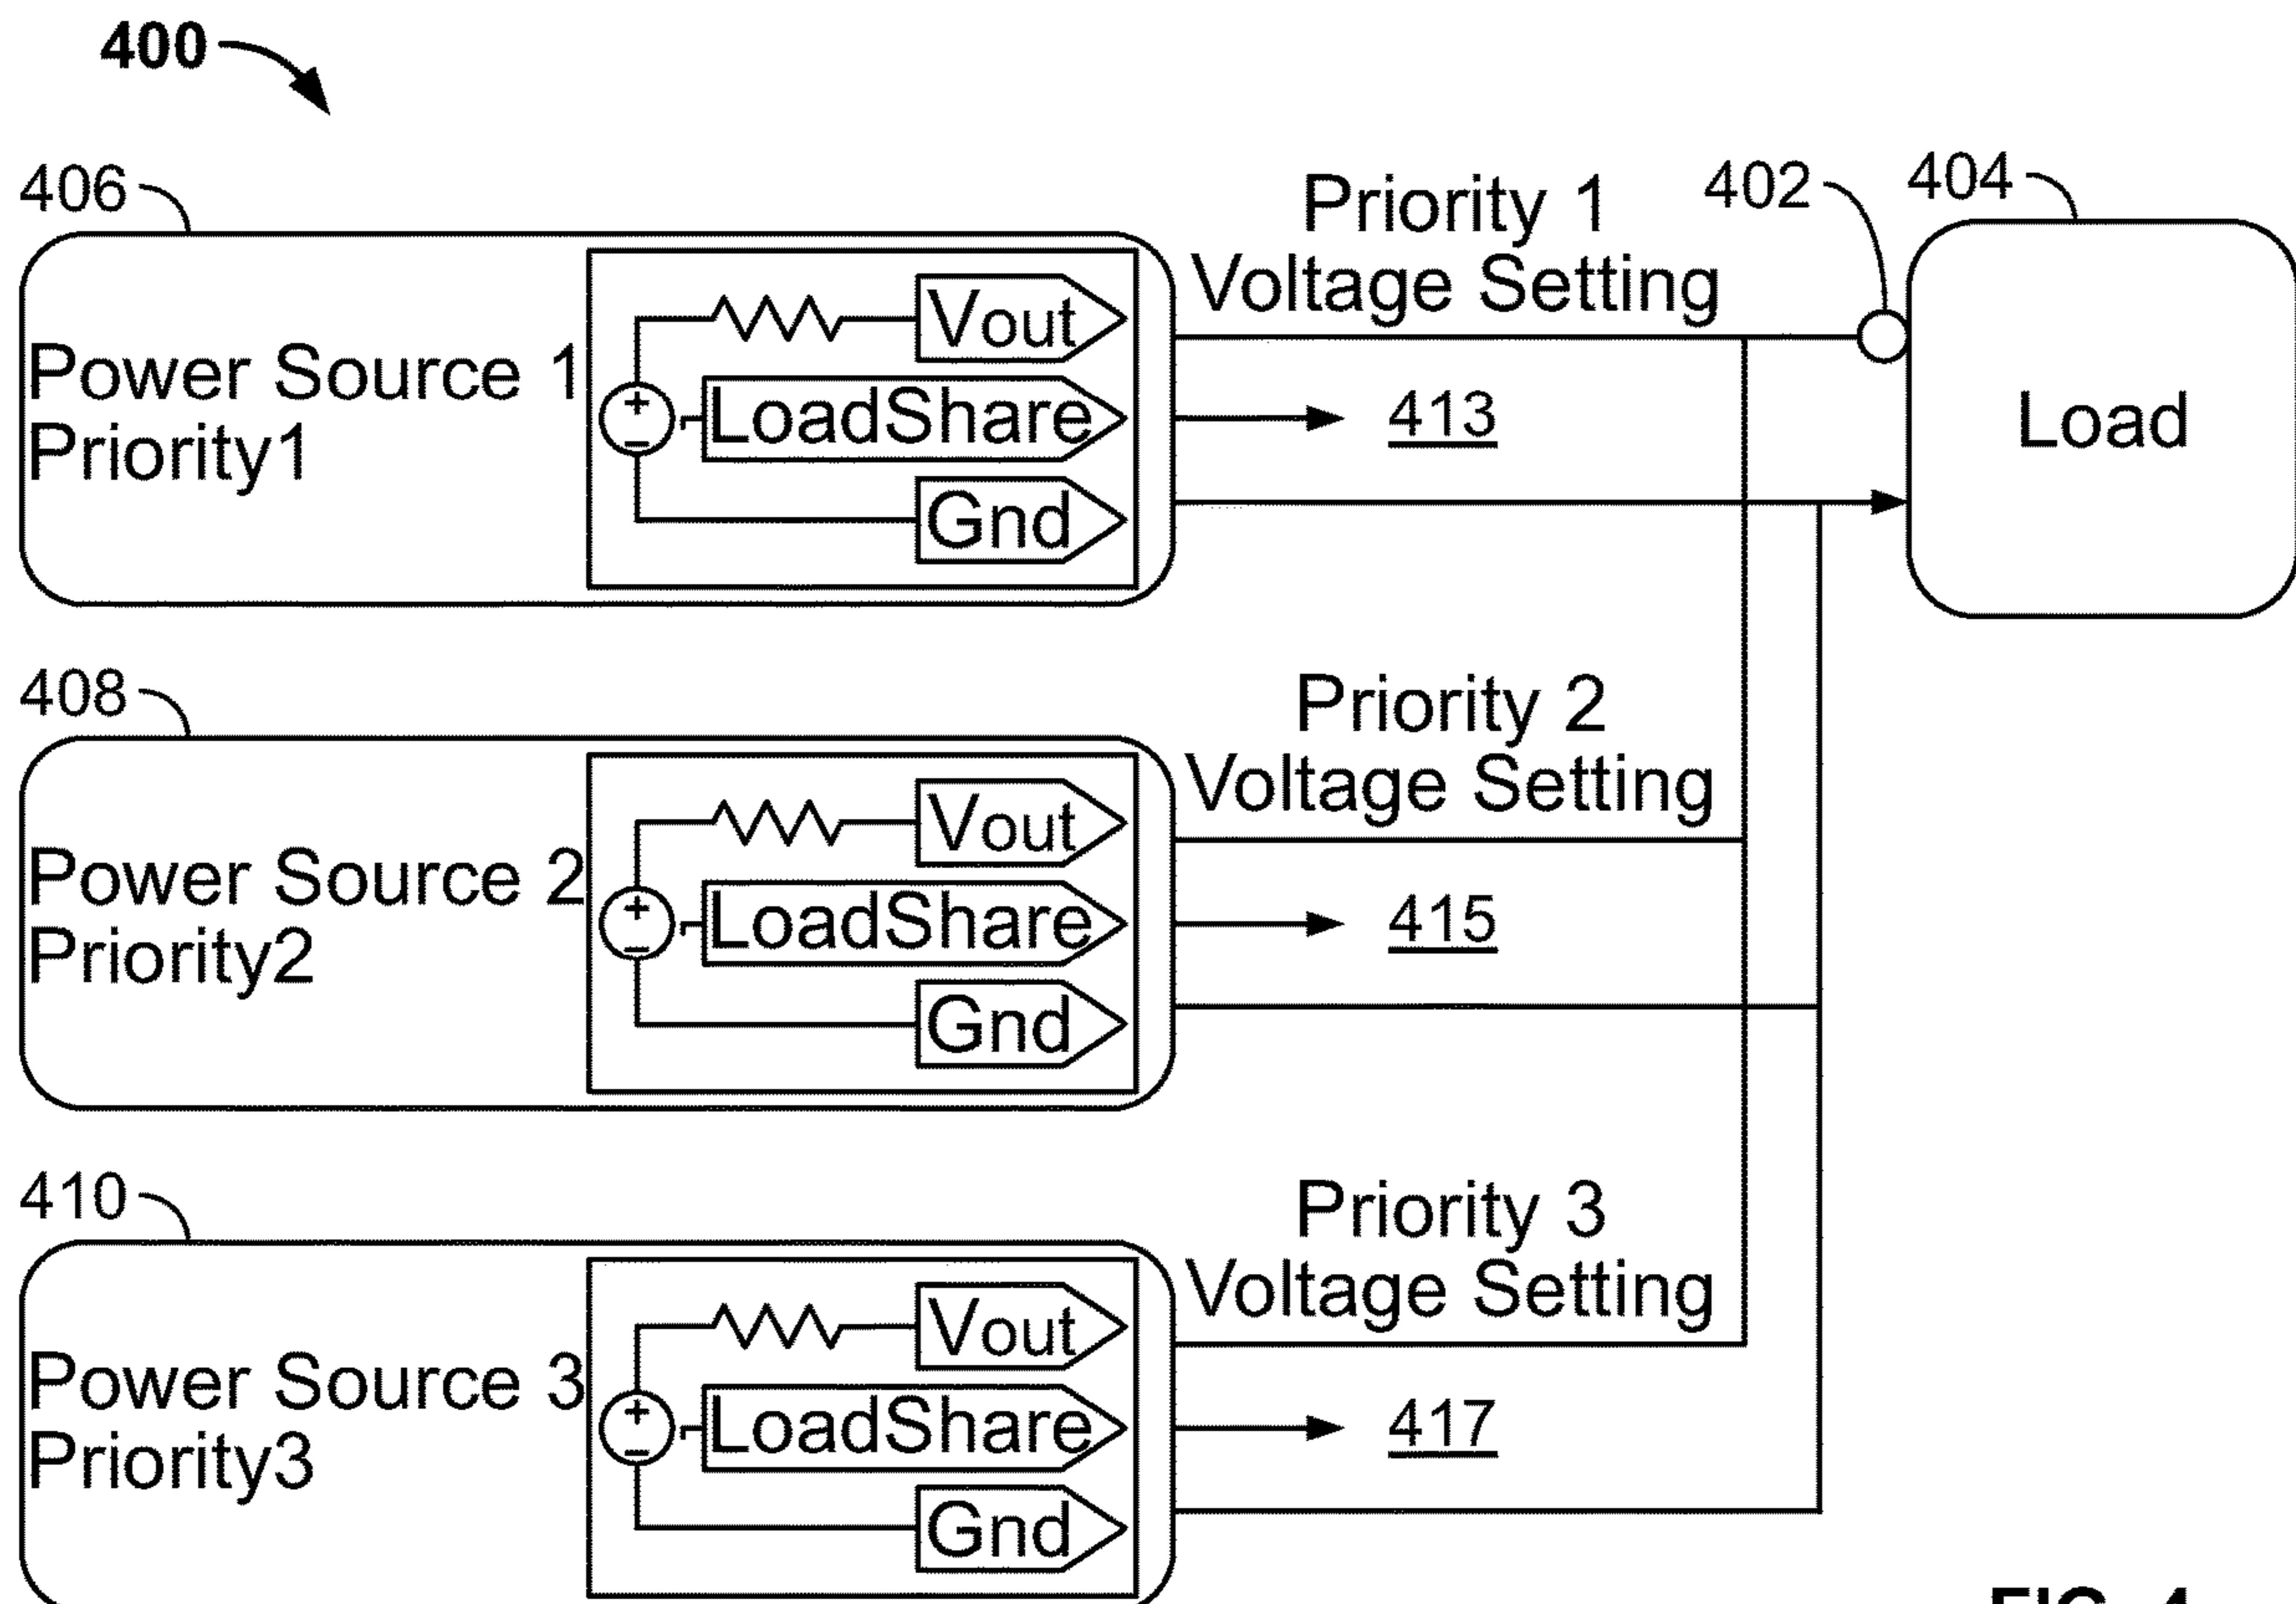 400
406
Power Source 1
Priority1
Vout
LoadShare
Gnd
Priority 1
Voltage Setting
413
402
404
Load
408
Power Source 2
Priority2
Vout
LoadShare
Gnd
Priority 2
Voltage Setting
415
410
Power Source 3
Priority3
Vout
LoadShare
Gnd
Priority 3
Voltage Setting
417
FIG. 4